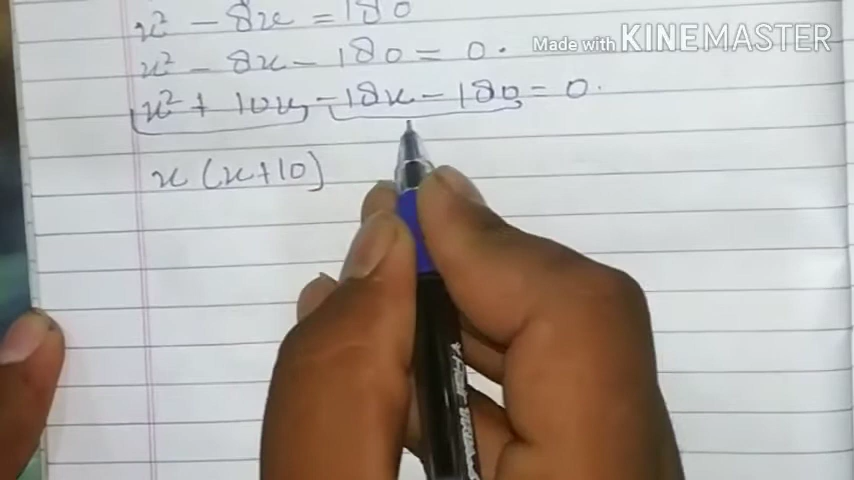 x² - 8x = 180
Made with KINEMASTER
x² - 8x - 180 = 0.
x² + 10x - 18x - 180 = 0.
x (x+10)